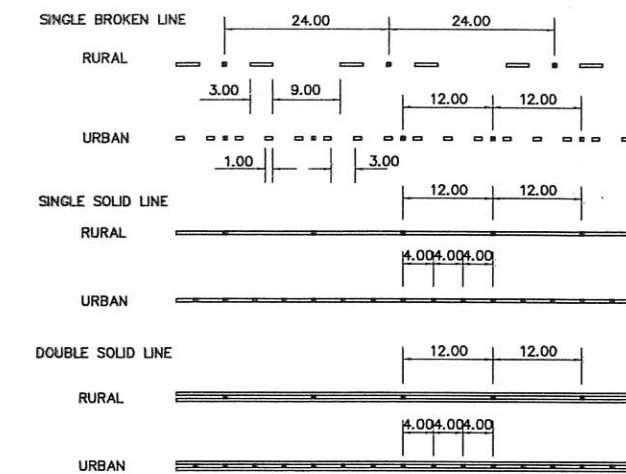 SINGLE BROKEN LINE
24.00 24.00
RURAL
3.00 9.00
12.00 12.00
URBAN
1.00 3.00
12.00 12.00
SINGLE SOLID LINE
RURAL
4.00 4.00 4.00
URBAN
DOUBLE SOLID LINE
12.00 12.00
RURAL
4.00 4.00 4.00
URBAN